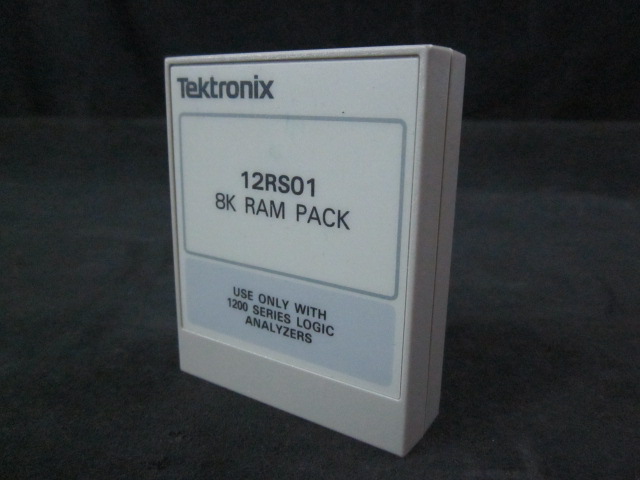 Tektronix
12RS01
8K RAM PACK
USE ONLY WITH
1200 SERIES LOGIC
ANALYZERS